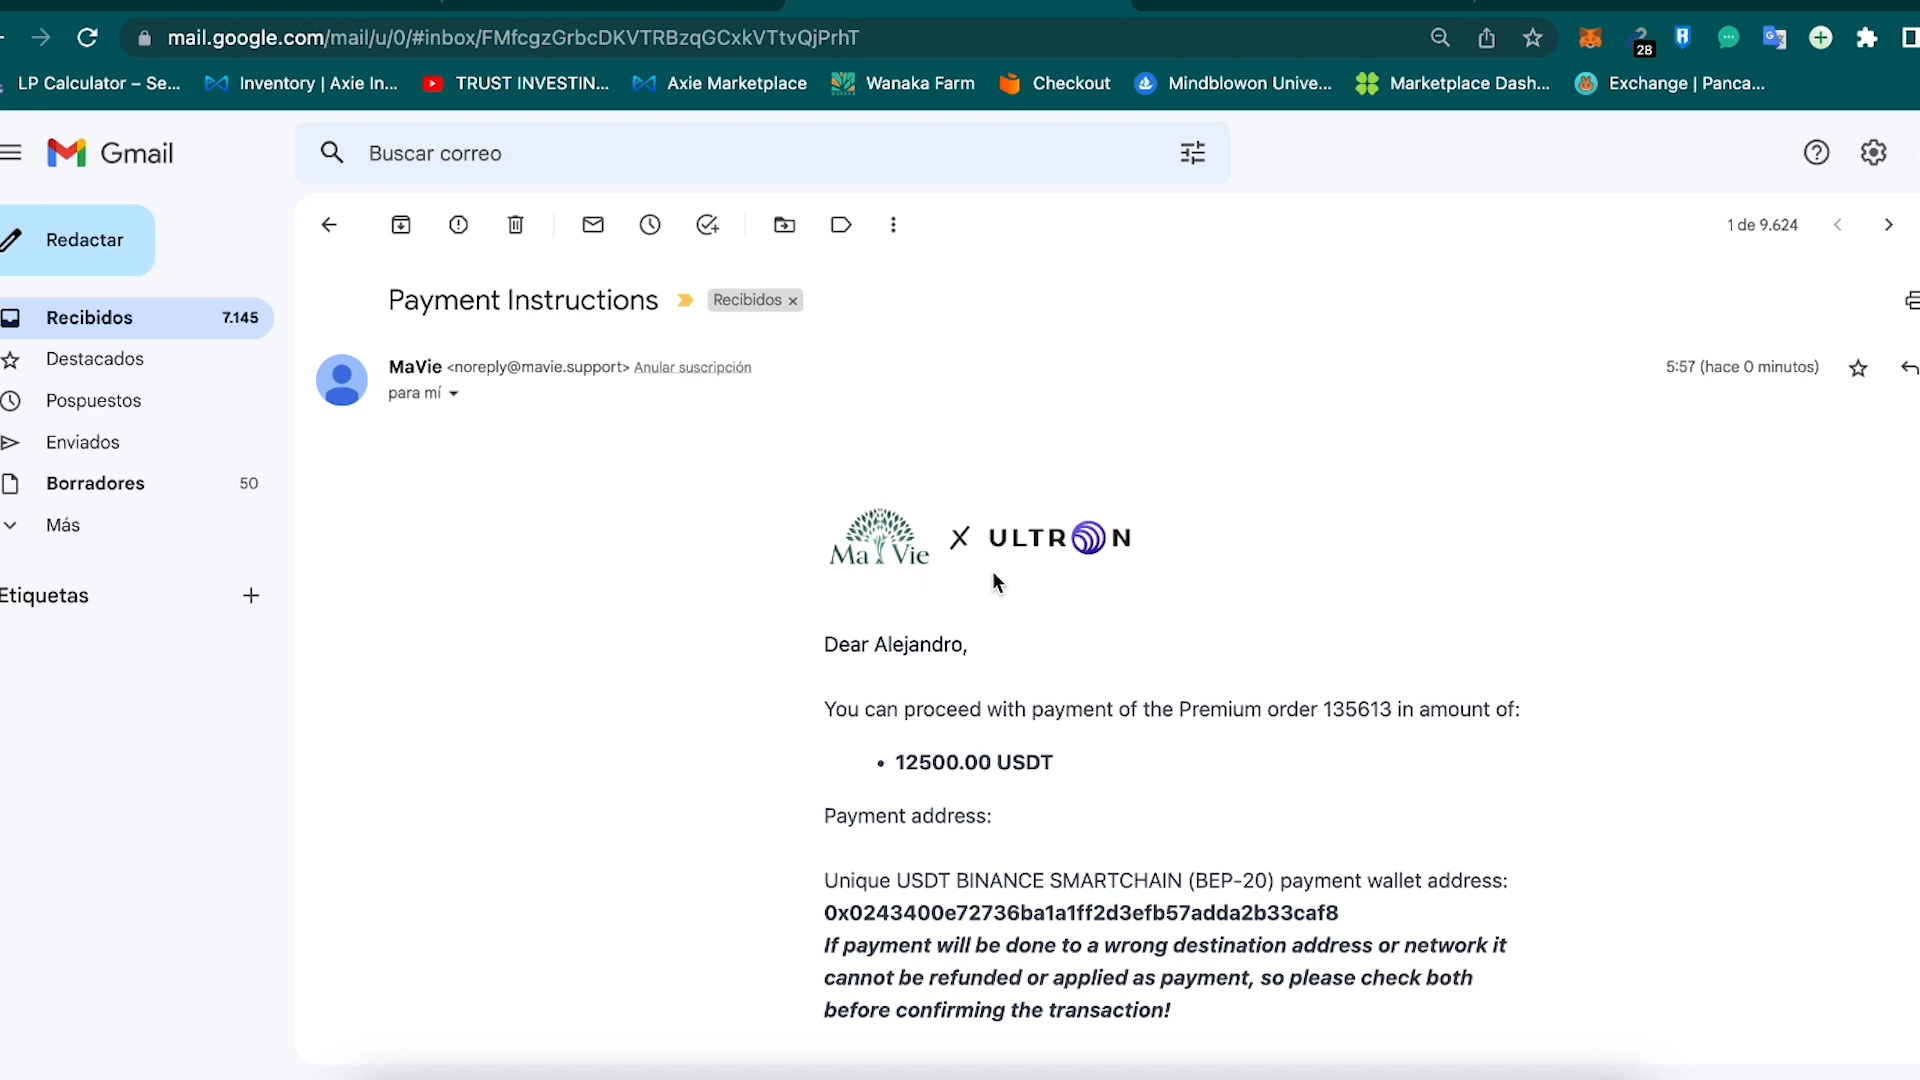 mail.google.com/mail/u/0/#inbox/FMfcgzGrbcDKVTRBzqGCxkVTtvQjPrhT
28
LP Calculator – Se...
Inventory | Axie In...
TRUST INVESTIN...
Axie Marketplace
Wanaka Farm
Checkout
Mindblowon Unive...
Marketplace Dash...
Exchange | Panca...
Gmail
Buscar correo
Redactar
1 de 9.624
Payment Instructions
Recibidos ×
Recibidos 7.145
Destacados
Pospuestos
Enviados
Borradores 50
Más
Etiquetas +
MaVie <noreply@mavie.support> Anular suscripción
5:57 (hace 0 minutos)
para mí
Ma Vie X ULTRON
Dear Alejandro,
You can proceed with payment of the Premium order 135613 in amount of:
• 12500.00 USDT
Payment address:
Unique USDT BINANCE SMARTCHAIN (BEP-20) payment wallet address:
0x0243400e72736ba1a1ff2d3efb57adda2b33caf8
If payment will be done to a wrong destination address or network it
cannot be refunded or applied as payment, so please check both
before confirming the transaction!